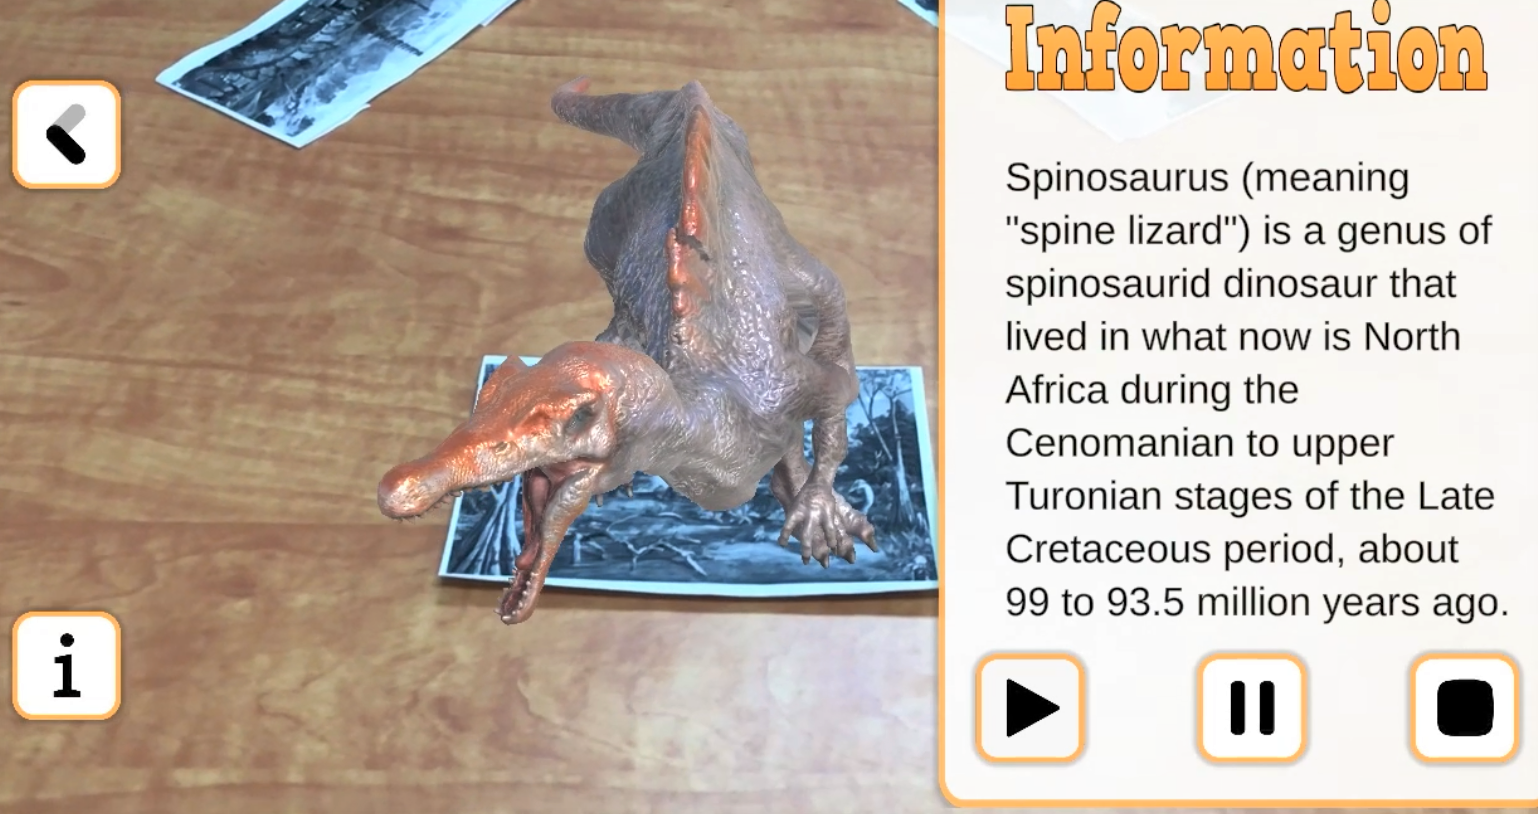 Information
Spinosaurus (meaning
"spine lizard") is a genus of
spinosaurid dinosaur that
lived in what now is North
Africa during the
Cenomanian to upper
Turonian stages of the Late
Cretaceous period, about
99 to 93.5 million years ago.
i